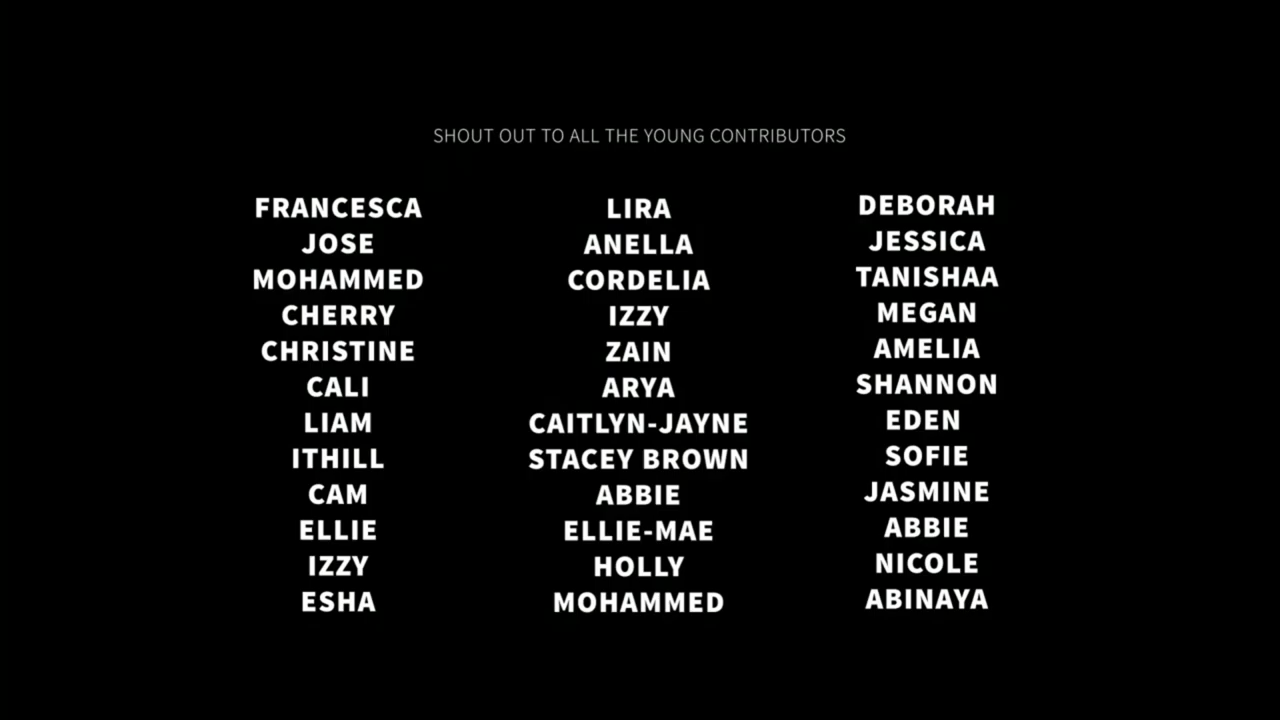 SHOUT OUT TO ALL THE YOUNG CONTRIBUTORS
FRANCESCA
JOSE
MOHAMMED
CHERRY
CHRISTINE
CALI
LIAM
ITHILL
CAM
ELLIE
IZZY
ESHA
LIRA
ANELLA
CORDELIA
IZZY
ZAIN
ARYA
CAITLYN-JAYNE
STACEY BROWN
ABBIE
ELLIE-MAE
HOLLY
MOHAMMED
DEBORAH
JESSICA
TANISHAA
MEGAN
AMELIA
SHANNON
EDEN
SOFIE
JASMINE
ABBIE
NICOLE
ABINAYA